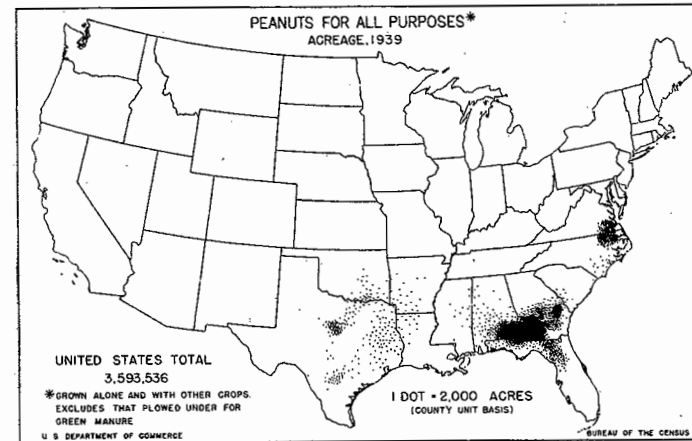 PEANUTS FOR ALL PURPOSES*
ACREAGE, 1939
UNITED STATES TOTAL
3,593,536
*GROWN ALONE AND WITH OTHER CROPS.
EXCLUDES THAT PLOWED UNDER FOR
GREEN MANURE
U S DEPARTMENT OF COMMERCE
1 DOT = 2,000 ACRES
(COUNTY UNIT BASIS)
BUREAU OF THE CENSUS